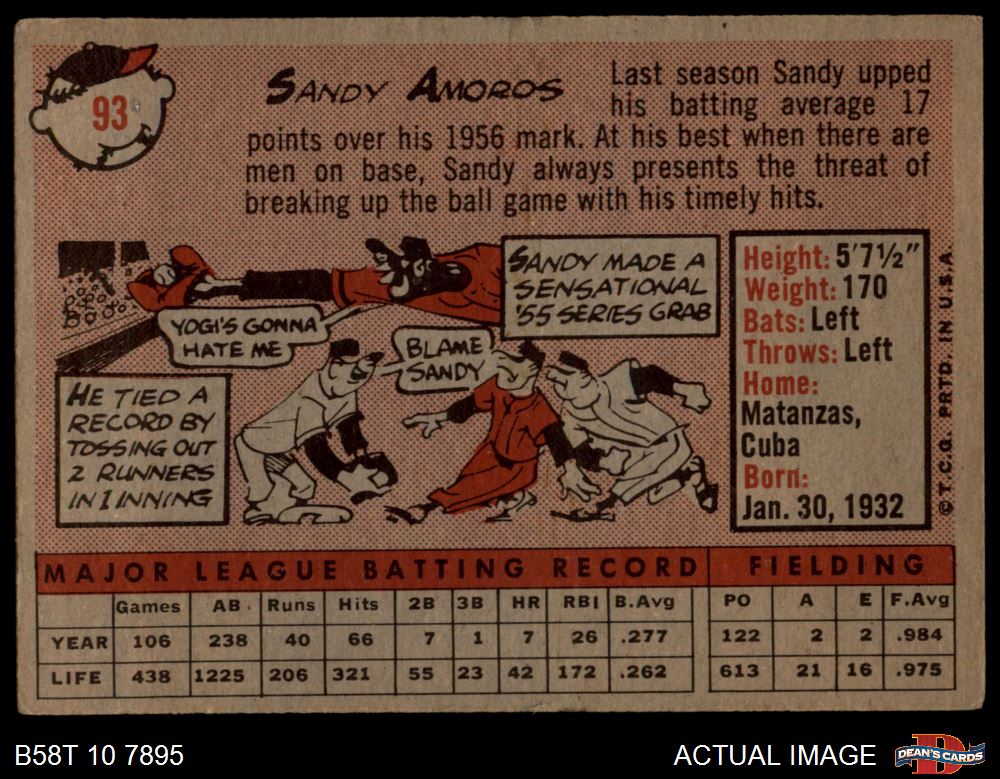 93
SANDY AMOROS
Last season Sandy upped
his batting average 17
points over his 1956 mark. At his best when there are
men on base, Sandy always presents the threat of
breaking up the ball game with his timely hits.
SANDY MADE A
SENSATIONAL
'55 SERIES GRAB
YOGI'S GONNA
HATE ME
BLAME
SANDY
HE TIED A
RECORD BY
TOSSING OUT
2 RUNNERS
IN 1 INNING
Height: 5'7½"
Weight: 170
Bats: Left
Throws: Left
Home:
Matanzas,
Cuba
Born:
Jan. 30, 1932
© T.C.G. PRTD. IN U.S.A.
MAJOR LEAGUE BATTING RECORD FIELDING
Games AB. Runs Hits 2B 3B HR RBI B.Avg PO A E F.Avg
YEAR 106 238 40 66 7 1 7 26 .277 122 2 2 .984
LIFE 438 1225 206 321 55 23 42 172 .262 613 21 16 .975
B58T 10 7895
ACTUAL IMAGE
DEAN'S CARDS